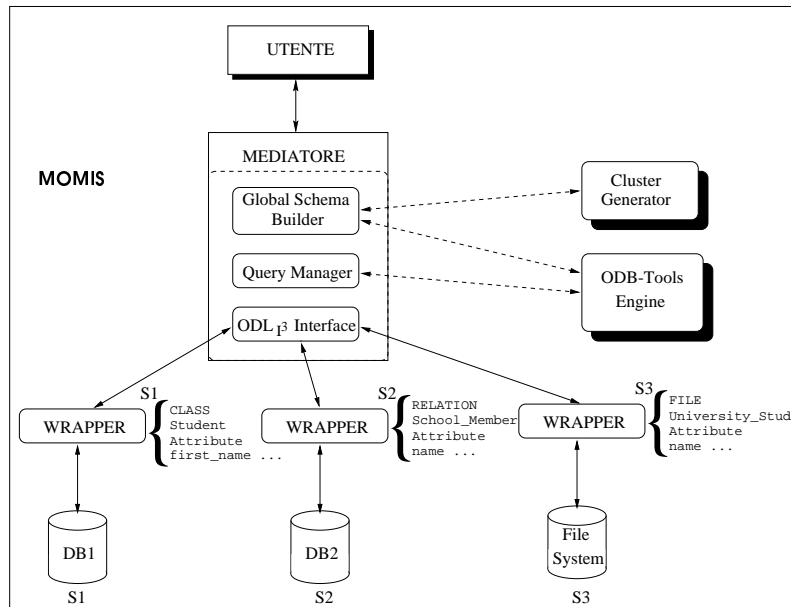 UTENTE
MEDIATORE
MOMIS
Global Schema
Builder
Cluster
Generator
Query Manager
ODB-Tools
Engine
ODL I3 Interface
S1
WRAPPER
CLASS
Student
Attribute
first_name ...
S2
WRAPPER
RELATION
School_Member
Attribute
name ...
S3
WRAPPER
FILE
University_Stud
Attribute
name ...
DB1
S1
DB2
S2
File
System
S3